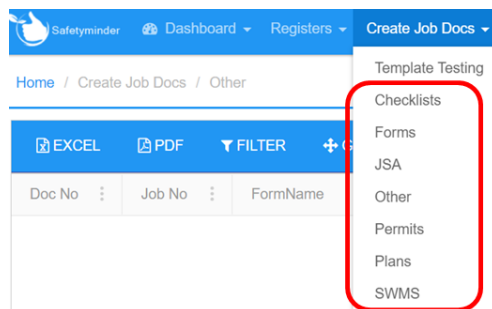 Safetyminder Dashboard Registers Create Job Docs
Template Testing
Home / Create Job Docs / Other
Checklists
Forms
EXCEL PDF FILTER G
JSA
Doc No Job No FormName
Other
Permits
Plans
SWMS